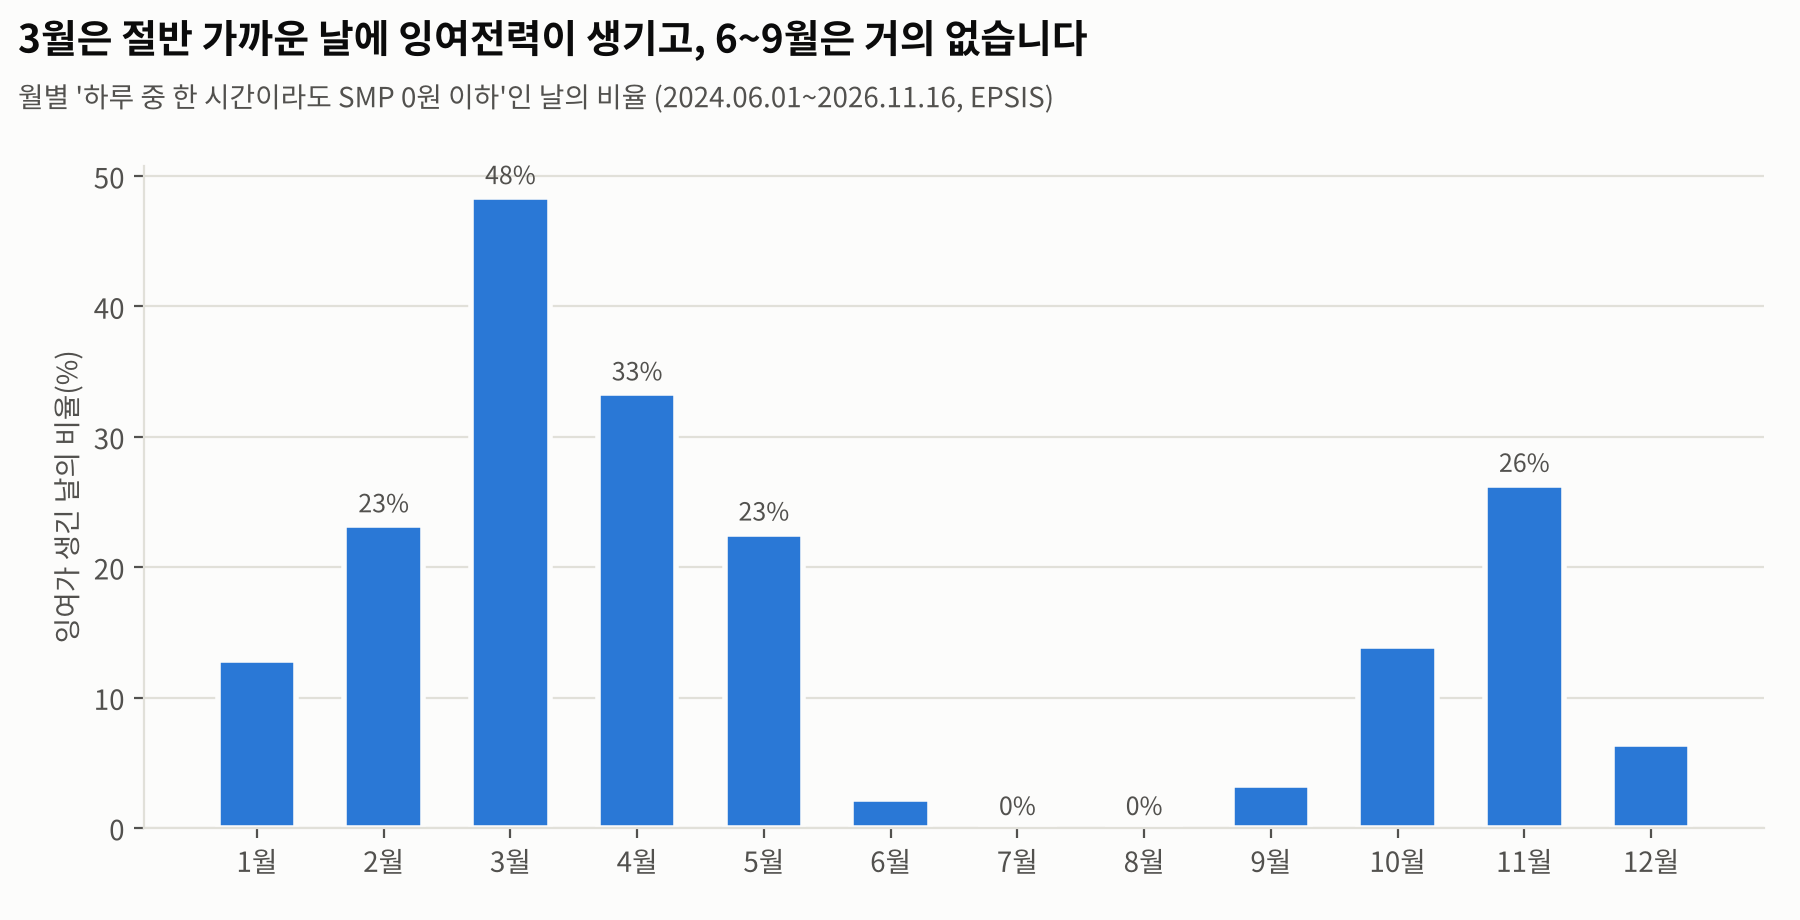 3월은 절반 가까운 날에 잉여전력이 생기고, 6~9월은 거의 없습니다
월별 '하루 중 한 시간이라도 SMP 0원 이하'인 날의 비율 (2024.06.01~2026.11.16, EPSIS)
잉여가 생긴 날의 비율(%)
50
40
30
20
10
0
23%
48%
33%
23%
0%
0%
26%
1월
2월
3월
4월
5월
6월
7월
8월
9월
10월
11월
12월